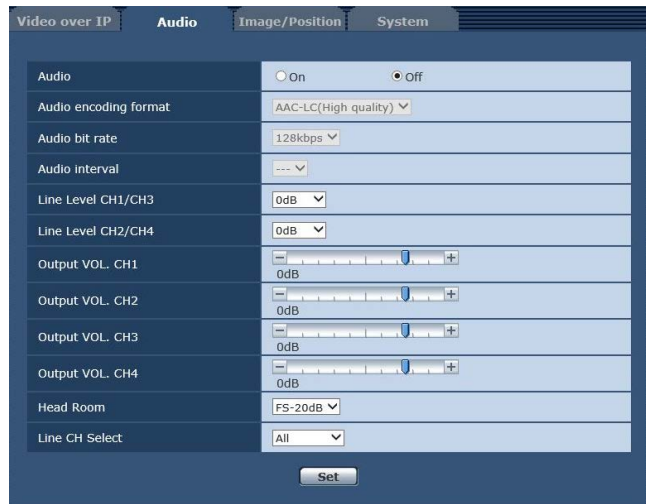 Video over IP Audio Image/Position System
Audio On Off
Audio encoding format AAC-LC(High quality)
Audio bit rate 128kbps
Audio interval ---
Line Level CH1/CH3 0dB
Line Level CH2/CH4 0dB
Output VOL. CH1 0dB
Output VOL. CH2 0dB
Output VOL. CH3 0dB
Output VOL. CH4 0dB
Head Room FS-20dB
Line CH Select All
Set